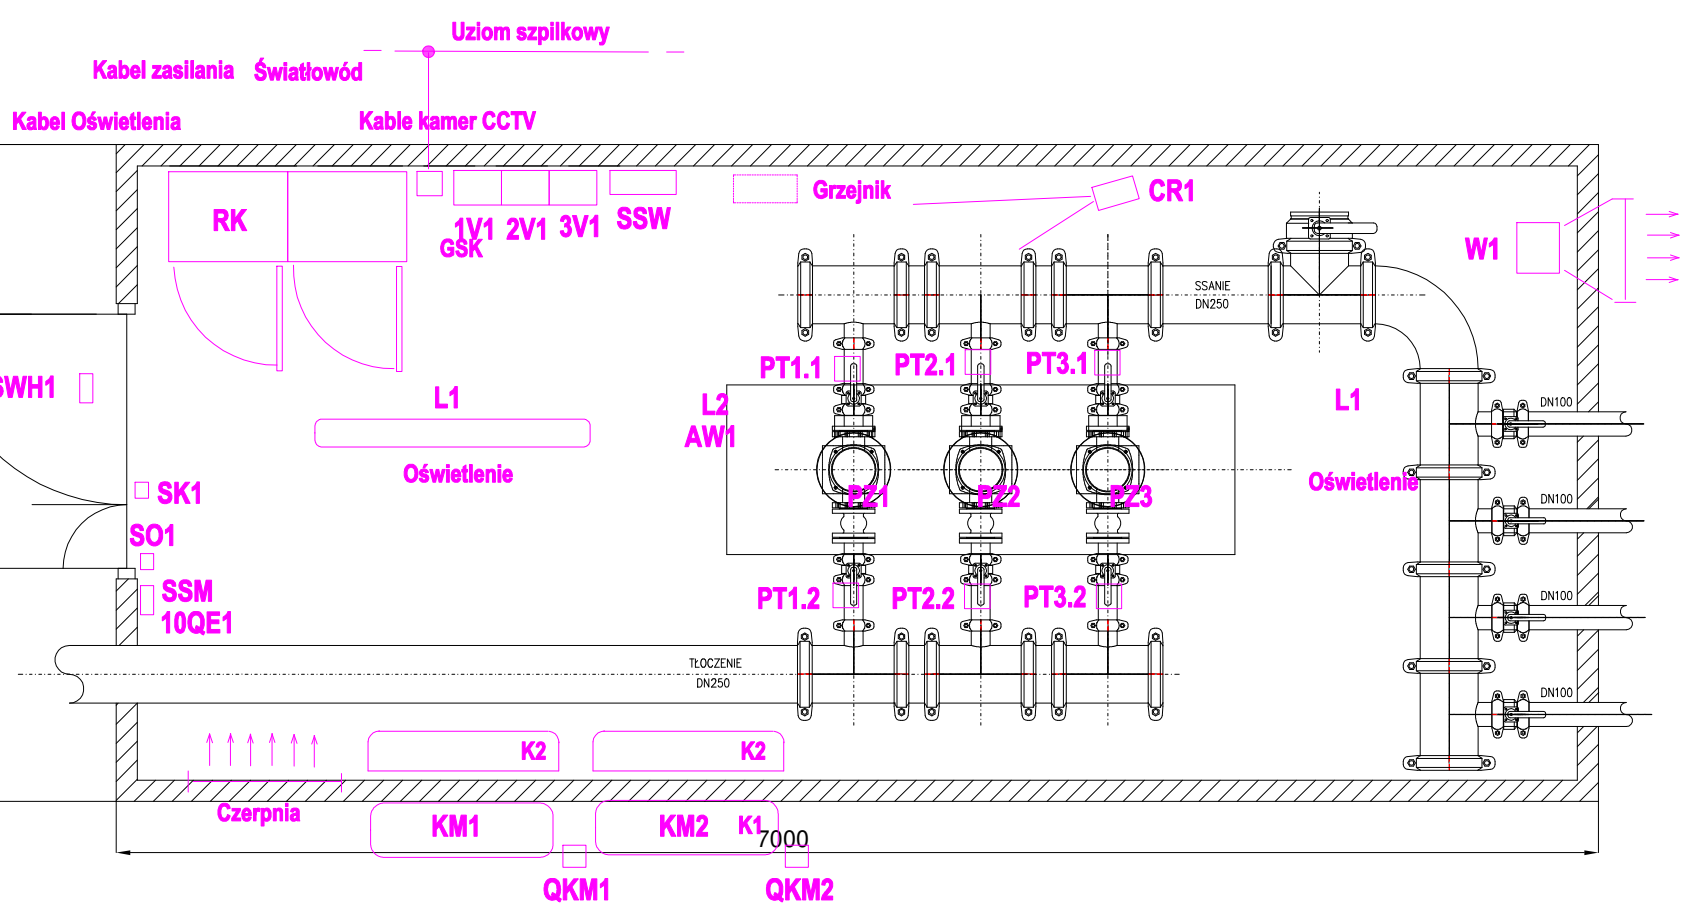 Uziom szpilkowy
Kabel zasilania
Światłowód
Kabel Oświetlenia
Kable kamer CCTV
RK
1V1
2V1
3V1
SSW
GSK
Grzejnik
CR1
W1
SSANIE
DN250
PT1.1
PT2.1
PT3.1
SWH1
L1
L2
AW1
L1
DN100
Oświetlenie
Oświetlenie
SK1
PZ1
PZ2
PZ3
DN100
SO1
SSM
10QE1
PT1.2
PT2.2
PT3.2
DN100
TŁOCZENIE
DN250
DN100
K2
K2
Czerpnia
KM1
KM2
K1
7000
QKM1
QKM2